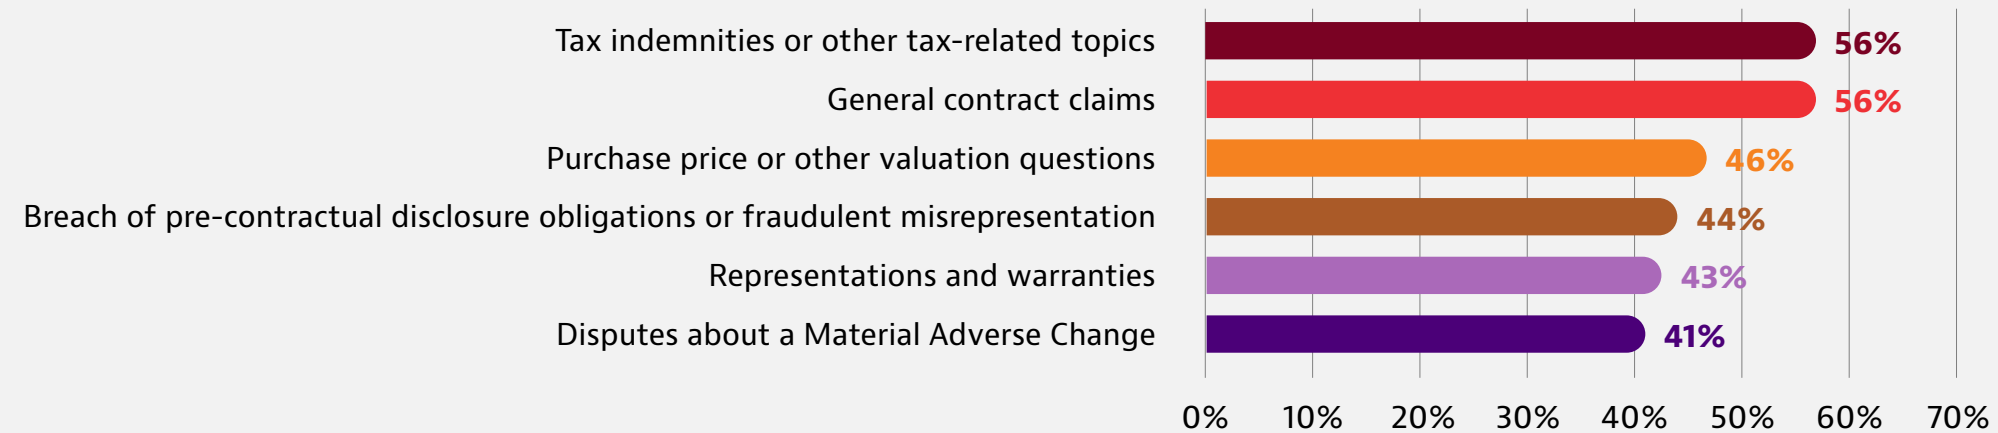 Tax indemnities or other tax-related topics 56%
General contract claims 56%
Purchase price or other valuation questions 46%
Breach of pre-contractual disclosure obligations or fraudulent misrepresentation 44%
Representations and warranties 43%
Disputes about a Material Adverse Change 41%
0% 10% 20% 30% 40% 50% 60% 70%